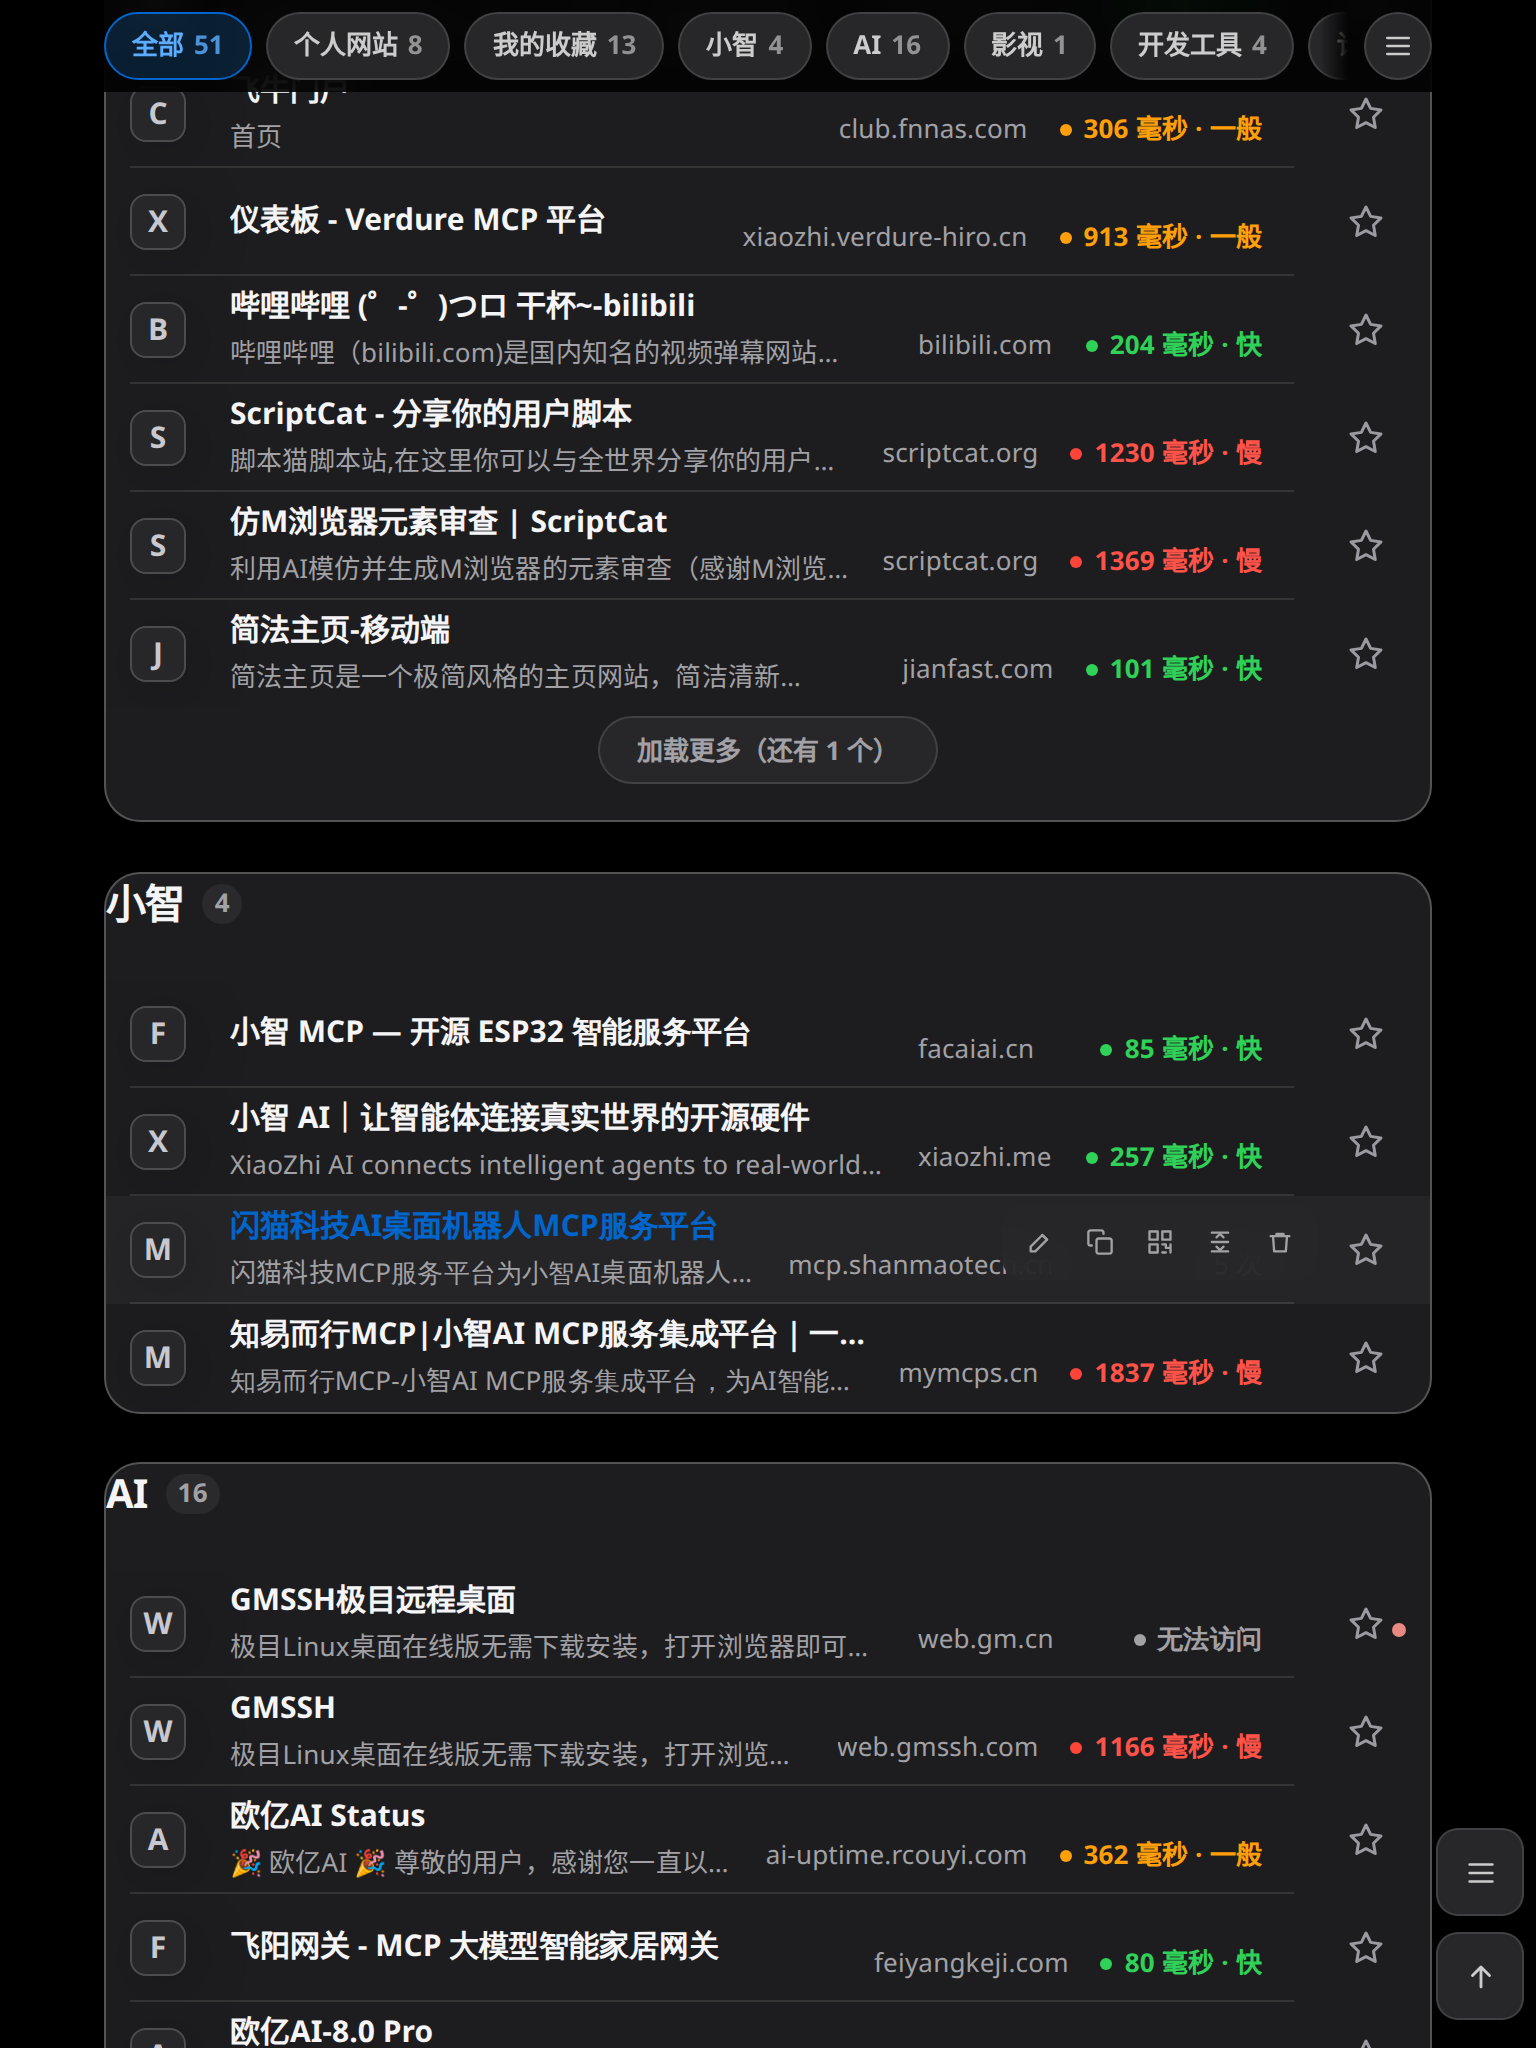 全部 51
个人网站 8
我的收藏 13
小智 4
AI 16
影视 1
开发工具 4
C
飞牛门户
首页
club.fnnas.com
306 毫秒 · 一般
X
仪表板 - Verdure MCP 平台
xiaozhi.verdure-hiro.cn
913 毫秒 · 一般
B
哔哩哔哩 (゜-゜)つロ 干杯~-bilibili
哔哩哔哩（bilibili.com)是国内知名的视频弹幕网站...
bilibili.com
204 毫秒 · 快
S
ScriptCat - 分享你的用户脚本
脚本猫脚本站,在这里你可以与全世界分享你的用户...
scriptcat.org
1230 毫秒 · 慢
S
仿M浏览器元素审查 | ScriptCat
利用AI模仿并生成M浏览器的元素审查（感谢M浏览...
scriptcat.org
1369 毫秒 · 慢
J
简法主页-移动端
简法主页是一个极简风格的主页网站，简洁清新...
jianfast.com
101 毫秒 · 快
加载更多（还有 1 个）
小智 4
F
小智 MCP — 开源 ESP32 智能服务平台
facaiai.cn
85 毫秒 · 快
X
小智 AI｜让智能体连接真实世界的开源硬件
XiaoZhi AI connects intelligent agents to real-world...
xiaozhi.me
257 毫秒 · 快
M
闪猫科技AI桌面机器人MCP服务平台
闪猫科技MCP服务平台为小智AI桌面机器人...
mcp.shanmaotech.cn
5 次
M
知易而行MCP|小智AI MCP服务集成平台 | 一...
知易而行MCP-小智AI MCP服务集成平台，为AI智能...
mymcps.cn
1837 毫秒 · 慢
AI 16
W
GMSSH极目远程桌面
极目Linux桌面在线版无需下载安装，打开浏览器即可...
web.gm.cn
无法访问
W
GMSSH
极目Linux桌面在线版无需下载安装，打开浏览...
web.gmssh.com
1166 毫秒 · 慢
A
欧亿AI Status
🎉 欧亿AI 🎉 尊敬的用户，感谢您一直以...
ai-uptime.rcouyi.com
362 毫秒 · 一般
F
飞阳网关 - MCP 大模型智能家居网关
feiyangkeji.com
80 毫秒 · 快
欧亿AI-8.0 Pro